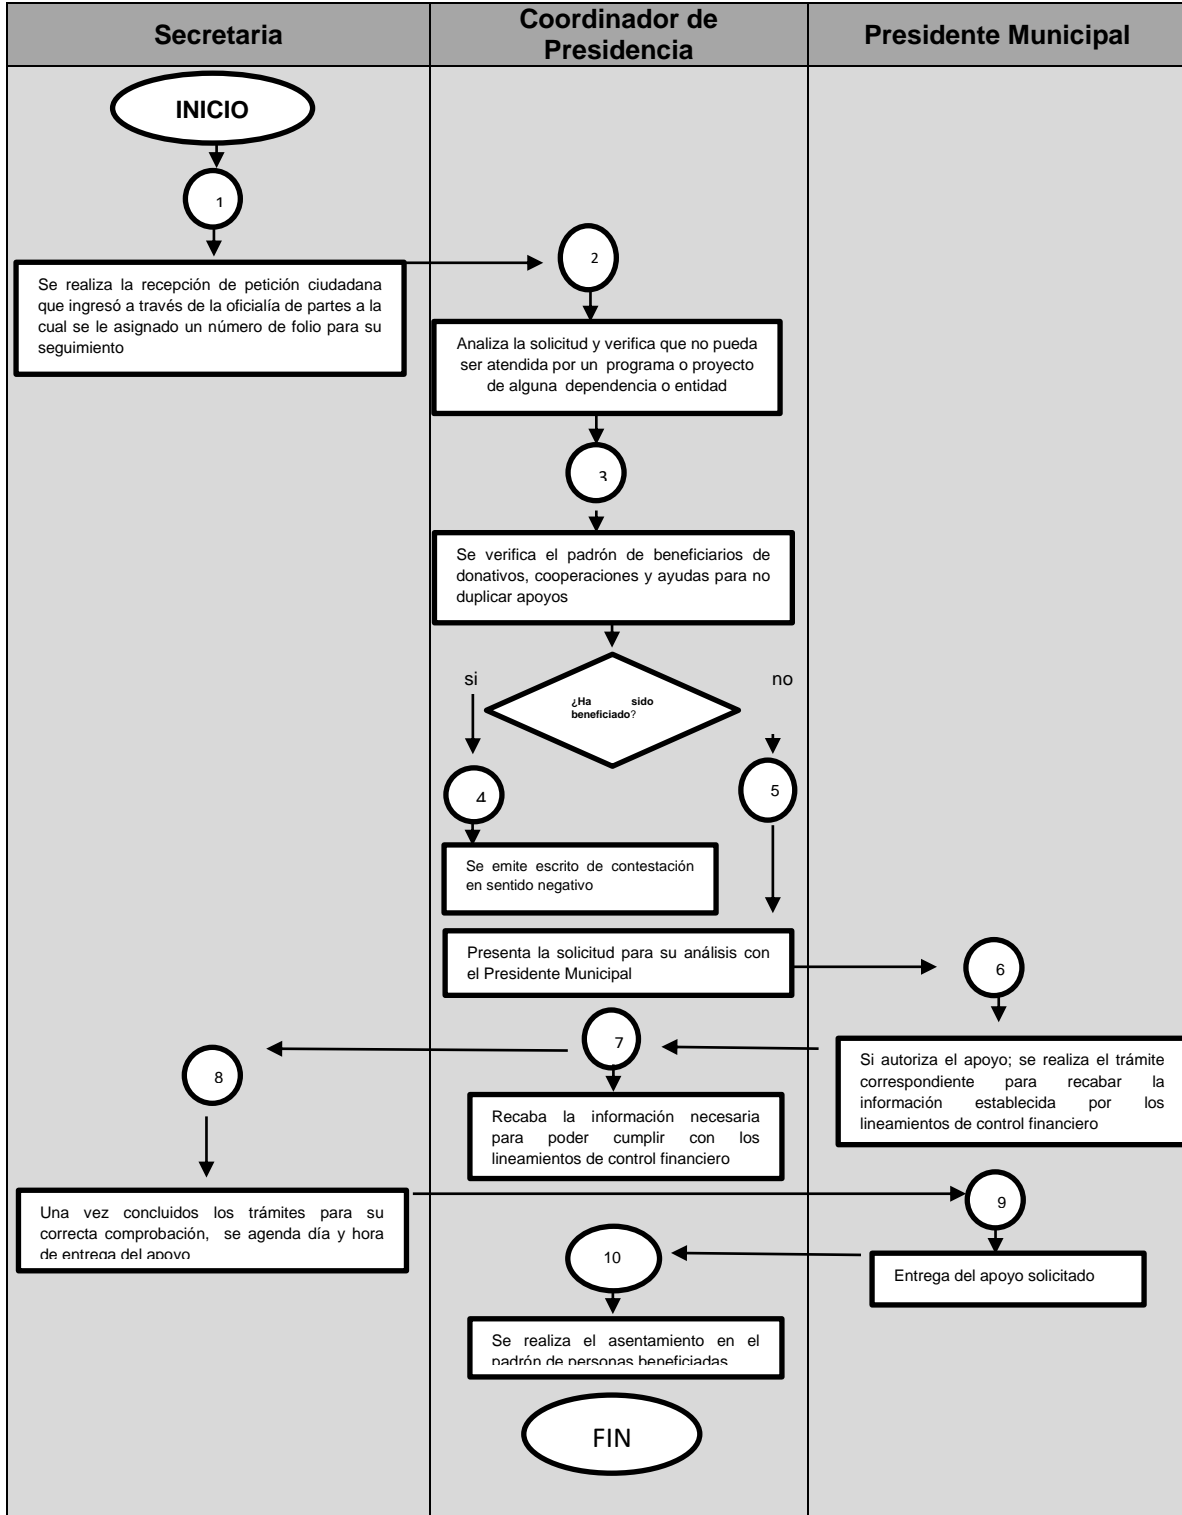 Secretaria
Coordinador de
Presidencia
Presidente Municipal
INICIO
1
2
Se realiza la recepción de petición ciudadana
que ingresó a través de la oficialía de partes a la
cual se le asignado un número de folio para su
seguimiento
Analiza la solicitud y verifica que no pueda
ser atendida por un programa o proyecto
de alguna dependencia o entidad
3
Se verifica el padrón de beneficiarios de
donativos, cooperaciones y ayudas para no
duplicar apoyos
si
no
¿Ha sido
beneficiado?
4
5
Se emite escrito de contestación
en sentido negativo
Presenta la solicitud para su análisis con
el Presidente Municipal
6
7
8
Si autoriza el apoyo; se realiza el trámite
correspondiente para recabar la
información establecida por los
lineamientos de control financiero
Recaba la información necesaria
para poder cumplir con los
lineamientos de control financiero
Una vez concluidos los trámites para su
correcta comprobación, se agenda día y hora
de entrega del apoyo
9
10
Entrega del apoyo solicitado
Se realiza el asentamiento en el
padrón de personas beneficiadas
FIN